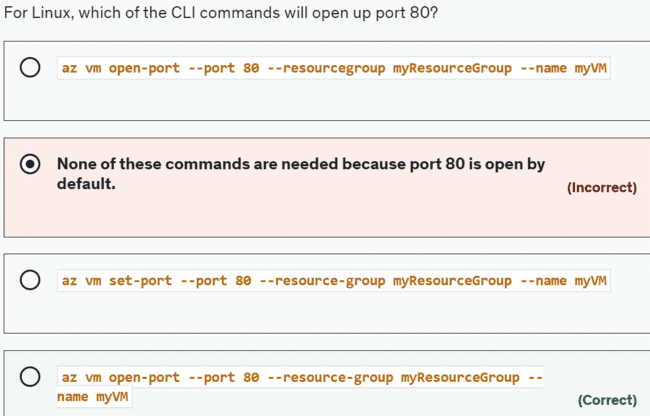 For Linux, which of the CLI commands will open up port 80?
az vm open-port --port 80 --resourcegroup myResourceGroup --name myVM
None of these commands are needed because port 80 is open by
default.
(Incorrect)
az vm set-port --port 80 --resource-group myResourceGroup --name myVM
az vm open-port --port 80 --resource-group myResourceGroup --
name myVM
(Correct)